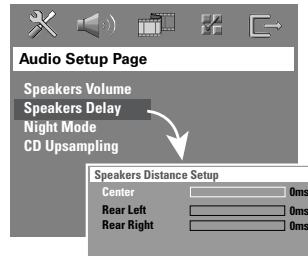 Audio Setup Page
Speakers Volume
Speakers Delay
Night Mode
CD Upsampling
Speakers Distance Setup
Center 0ms
Rear Left 0ms
Rear Right 0ms